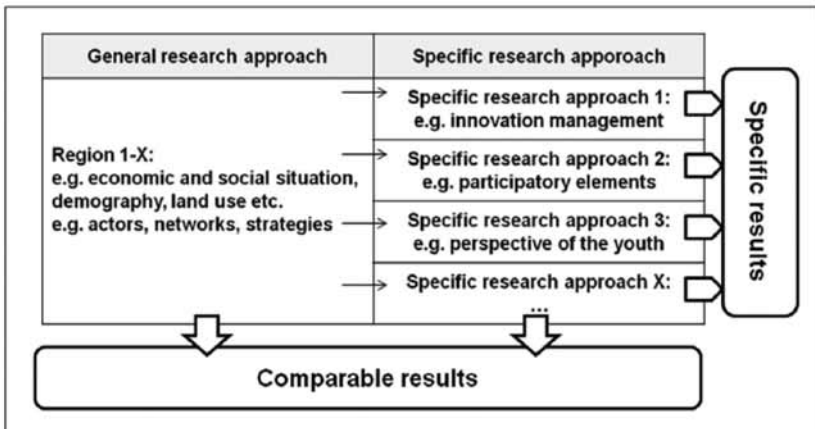 General research approach
Specific research apporoach
Region 1-X:
e.g. economic and social situation,
demography, land use etc.
e.g. actors, networks, strategies
Specific research approach 1:
e.g. innovation management
Specific research approach 2:
e.g. participatory elements
Specific research approach 3:
e.g. perspective of the youth
Specific research approach X:
...
Specific results
Comparable results